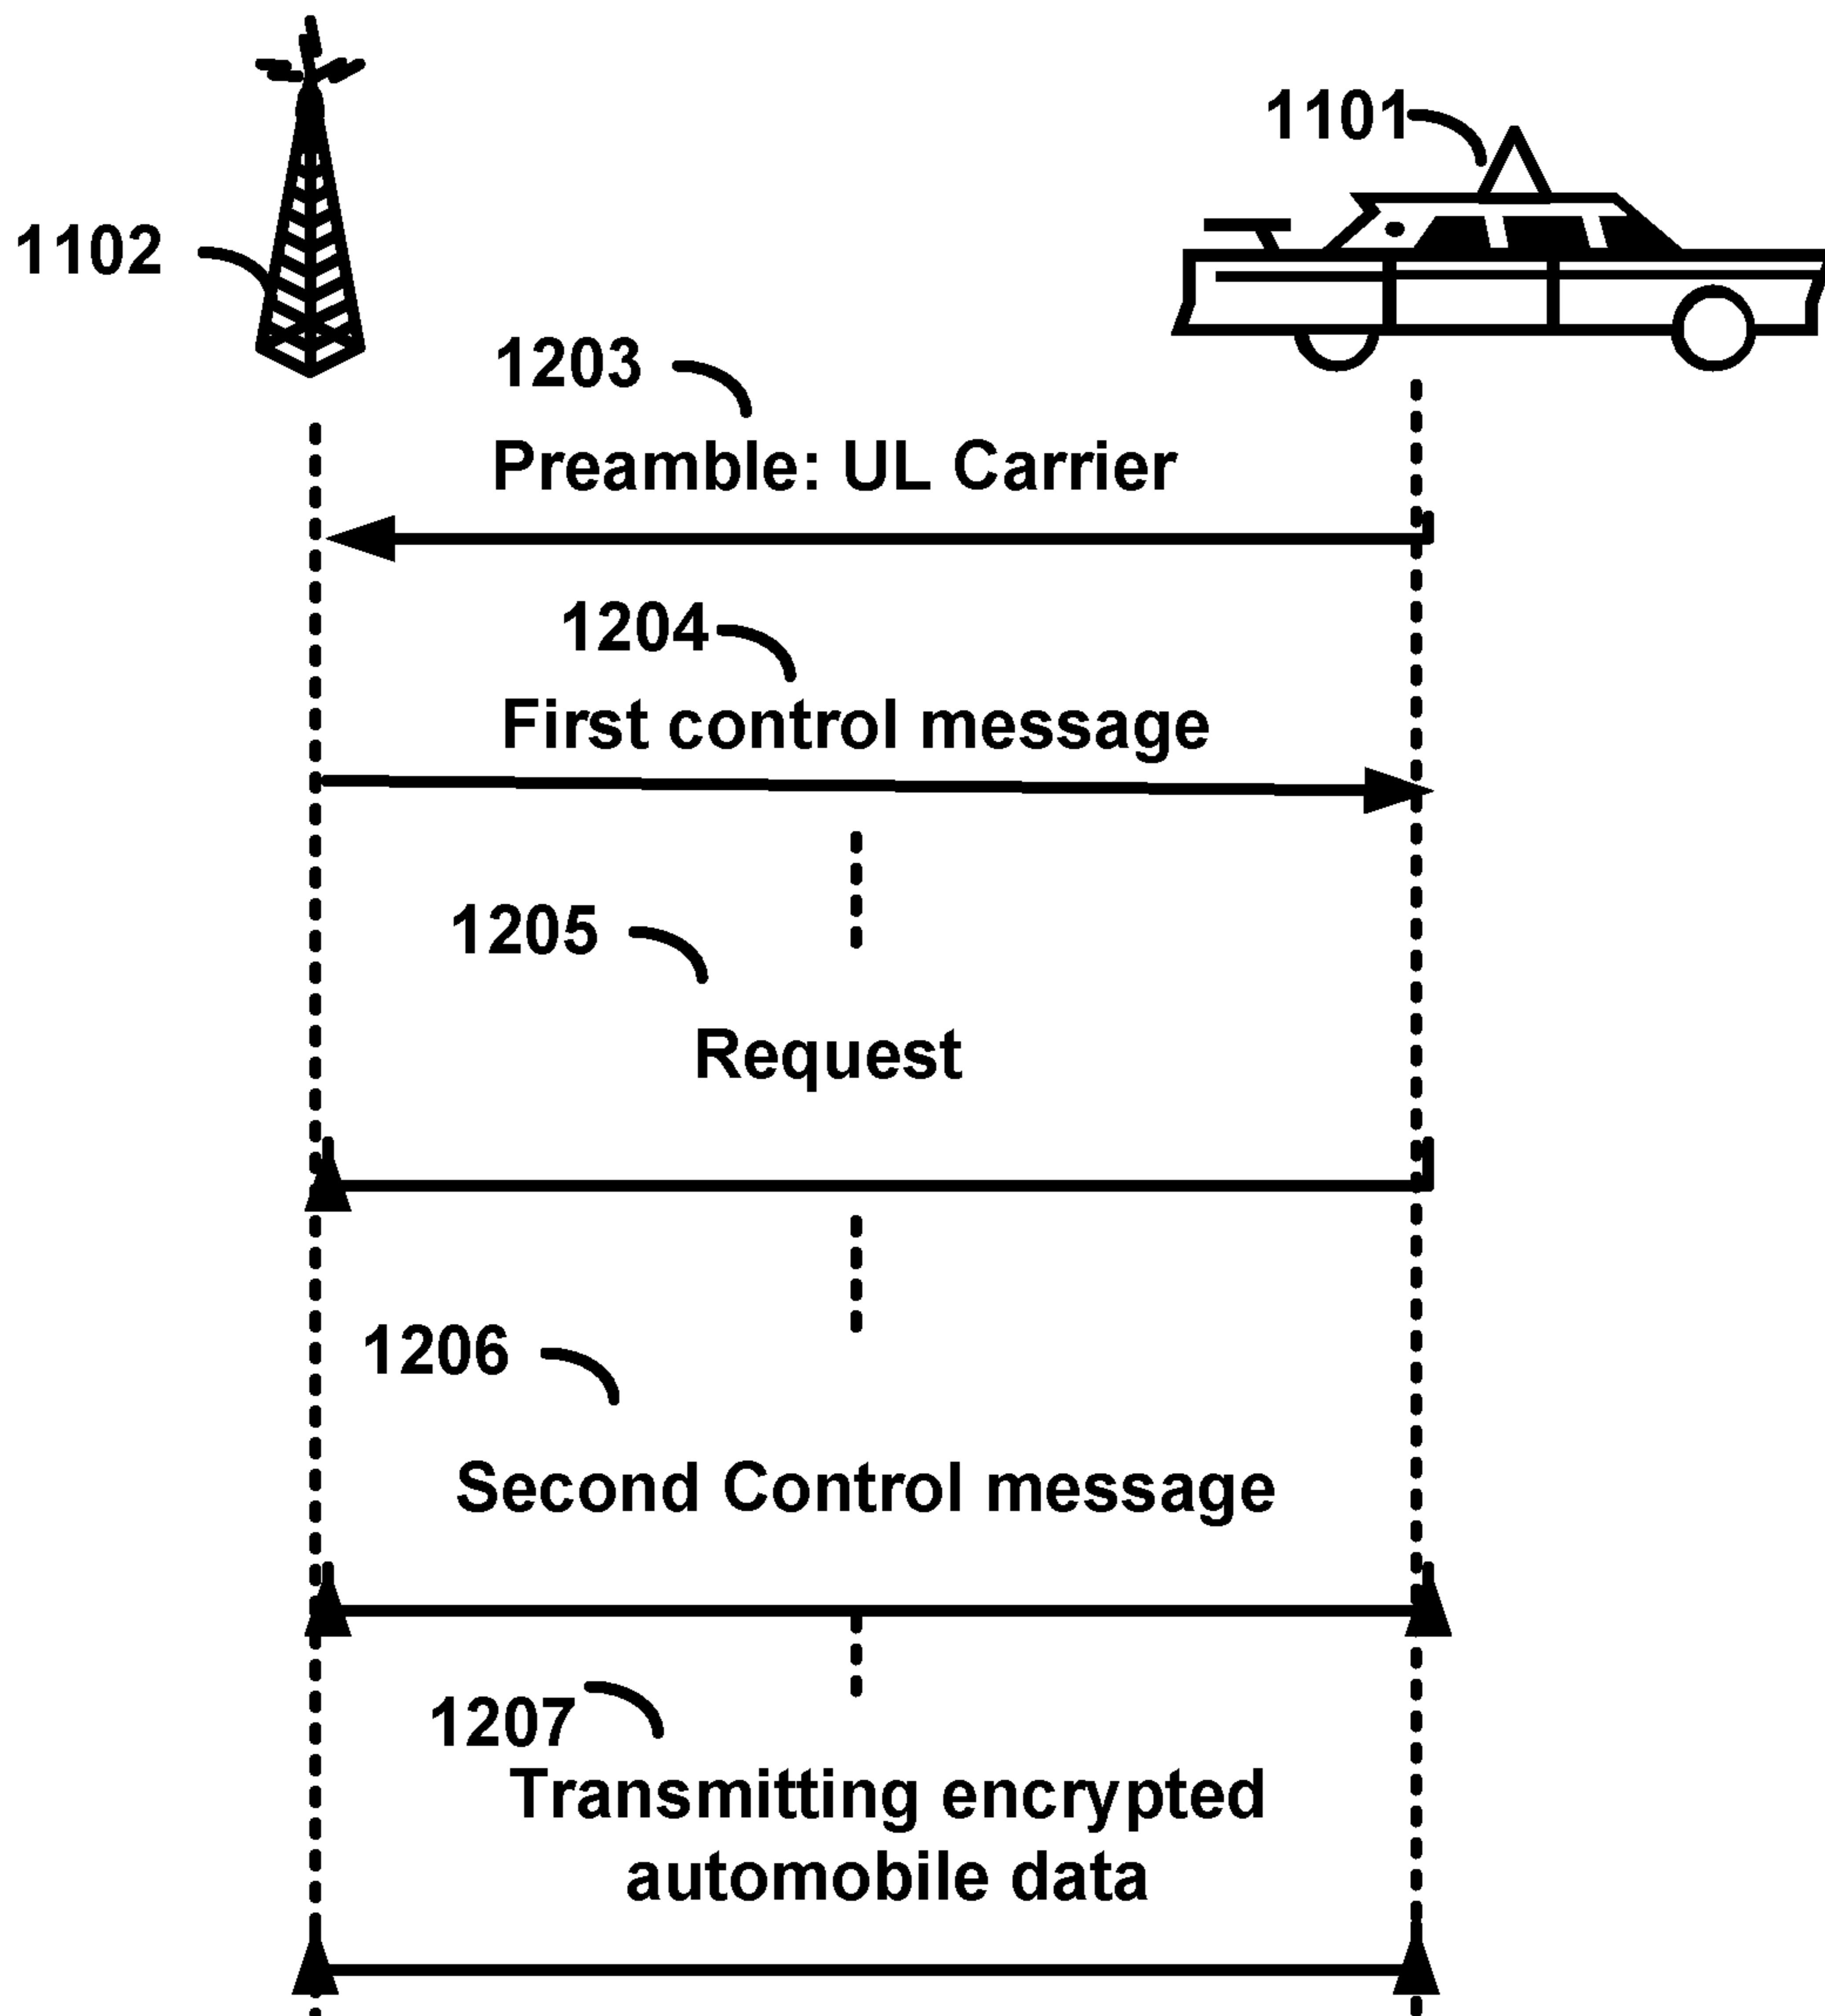 1101
1102
1203
Preamble: UL Carrier
1204
First control message
1205
Request
1206
Second Control message
1207
Transmitting encrypted
automobile data